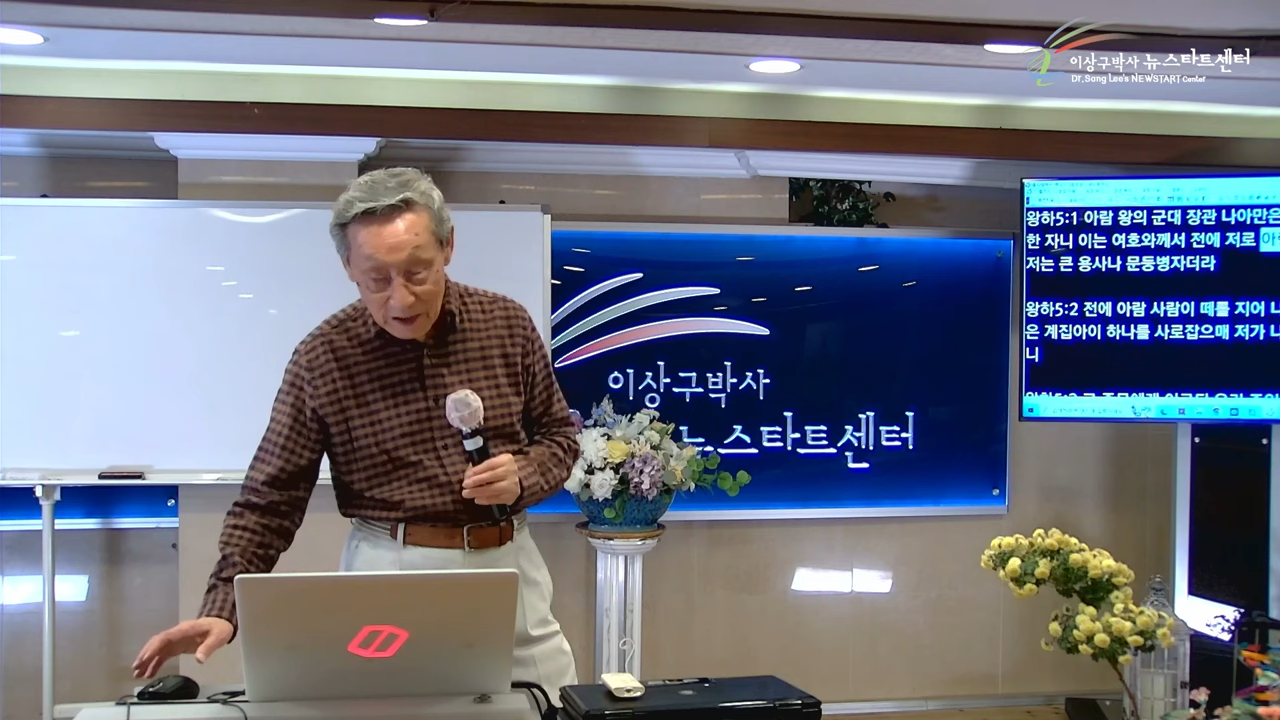 이상구박사 뉴스타트센터
Dr.Sang Lee's NEWSTART Center
왕하5:1 아람 왕의 군대 장관 나아만은
한 자니 이는 여호와께서 전에 저로
저는 큰 용사나 문둥병자더라
왕하5:2 전에 아람 사람이 떼를 지어
은 계집아이 하나를 사로잡으매 저가
니
이상구박사
뉴스타트센터